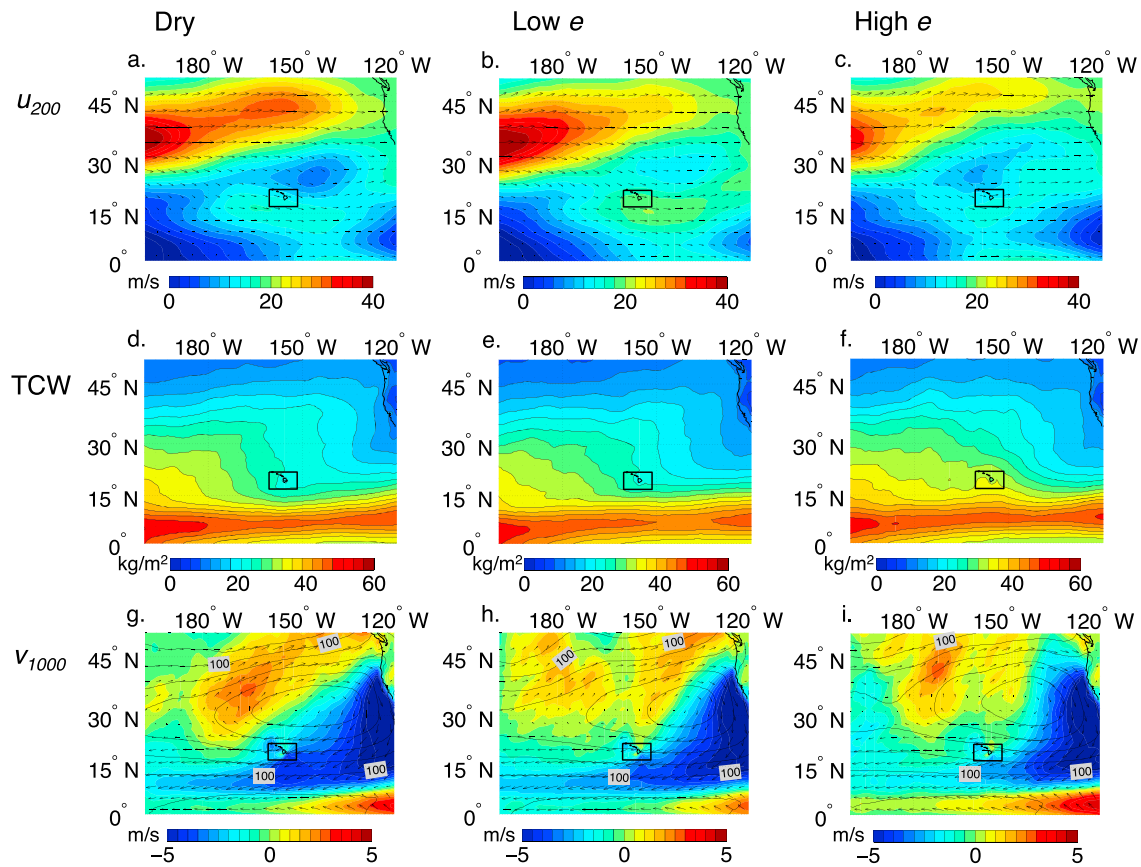 Dry Low e High e
a. 180° W 150° 120° W b. 180° W 150° 120° W c. 180° W 150° 120° W
u200 45° N 30° N 15° N 0° 45° N 30° N 15° N 0° 45° N 30° N 15° N 0°
m/s 0 20 40 m/s 0 20 40 m/s 0 20 40
d. 180° W 150° 120° W e. 180° W 150° 120° W f. 180° W 150° 120° W
TCW 45° N 30° N 15° N 0° 45° N 30° N 15° N 0° 45° N 30° N 15° N 0°
kg/m² 0 20 40 60 kg/m² 0 20 40 60 kg/m² 0 20 40 60
g. 180° W 150° 120° W h. 180° W 150° 120° W i. 180° W 150° 120° W
v1000 45° N 30° N 15° N 0° 100 100 100 100 45° N 30° N 15° N 0° 100 100 100 100 45° N 30° N 15° N 0° 100 100 100
m/s −5 0 5 m/s −5 0 5 m/s −5 0 5